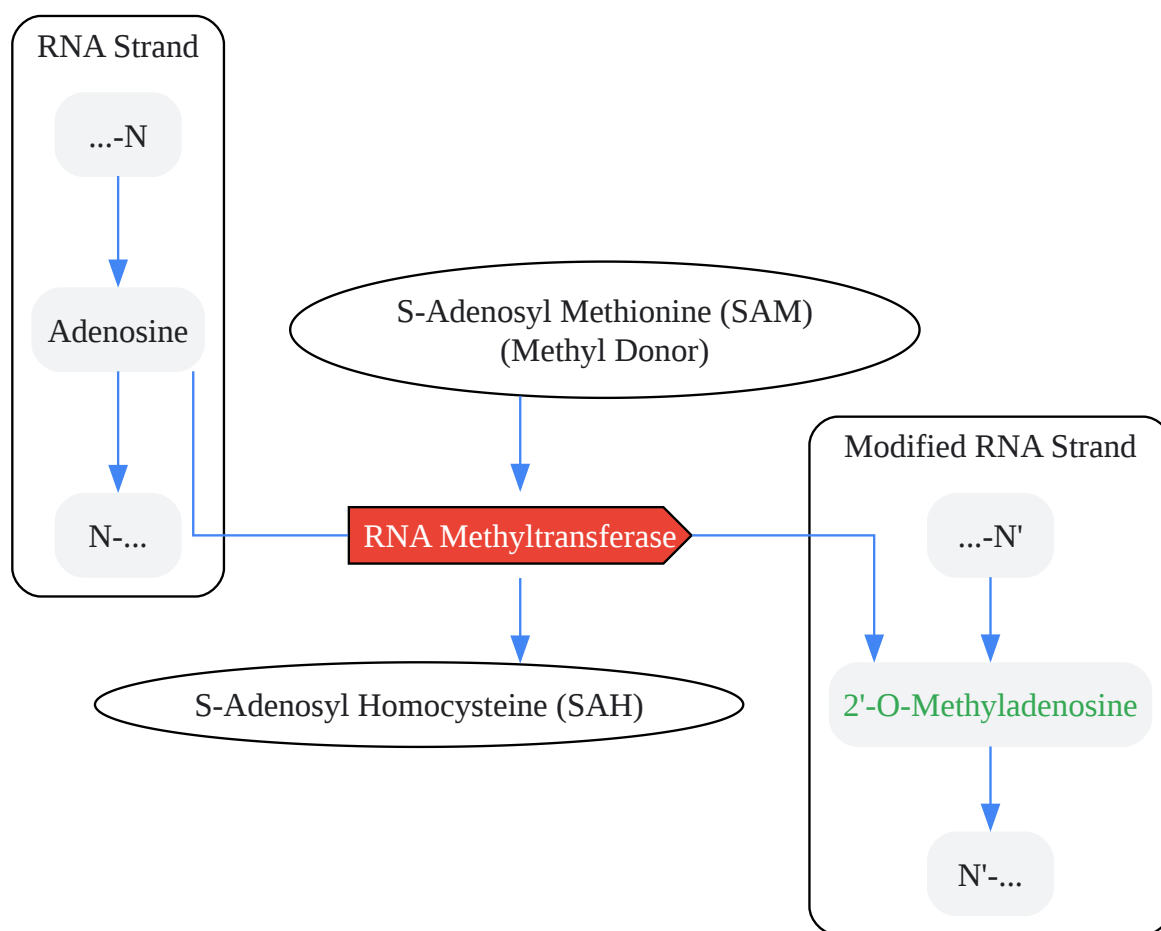 RNA Strand
...-N
Adenosine
N-...
S-Adenosyl Methionine (SAM)
(Methyl Donor)
RNA Methyltransferase
S-Adenosyl Homocysteine (SAH)
Modified RNA Strand
...-N'
2'-O-Methyladenosine
N'-...